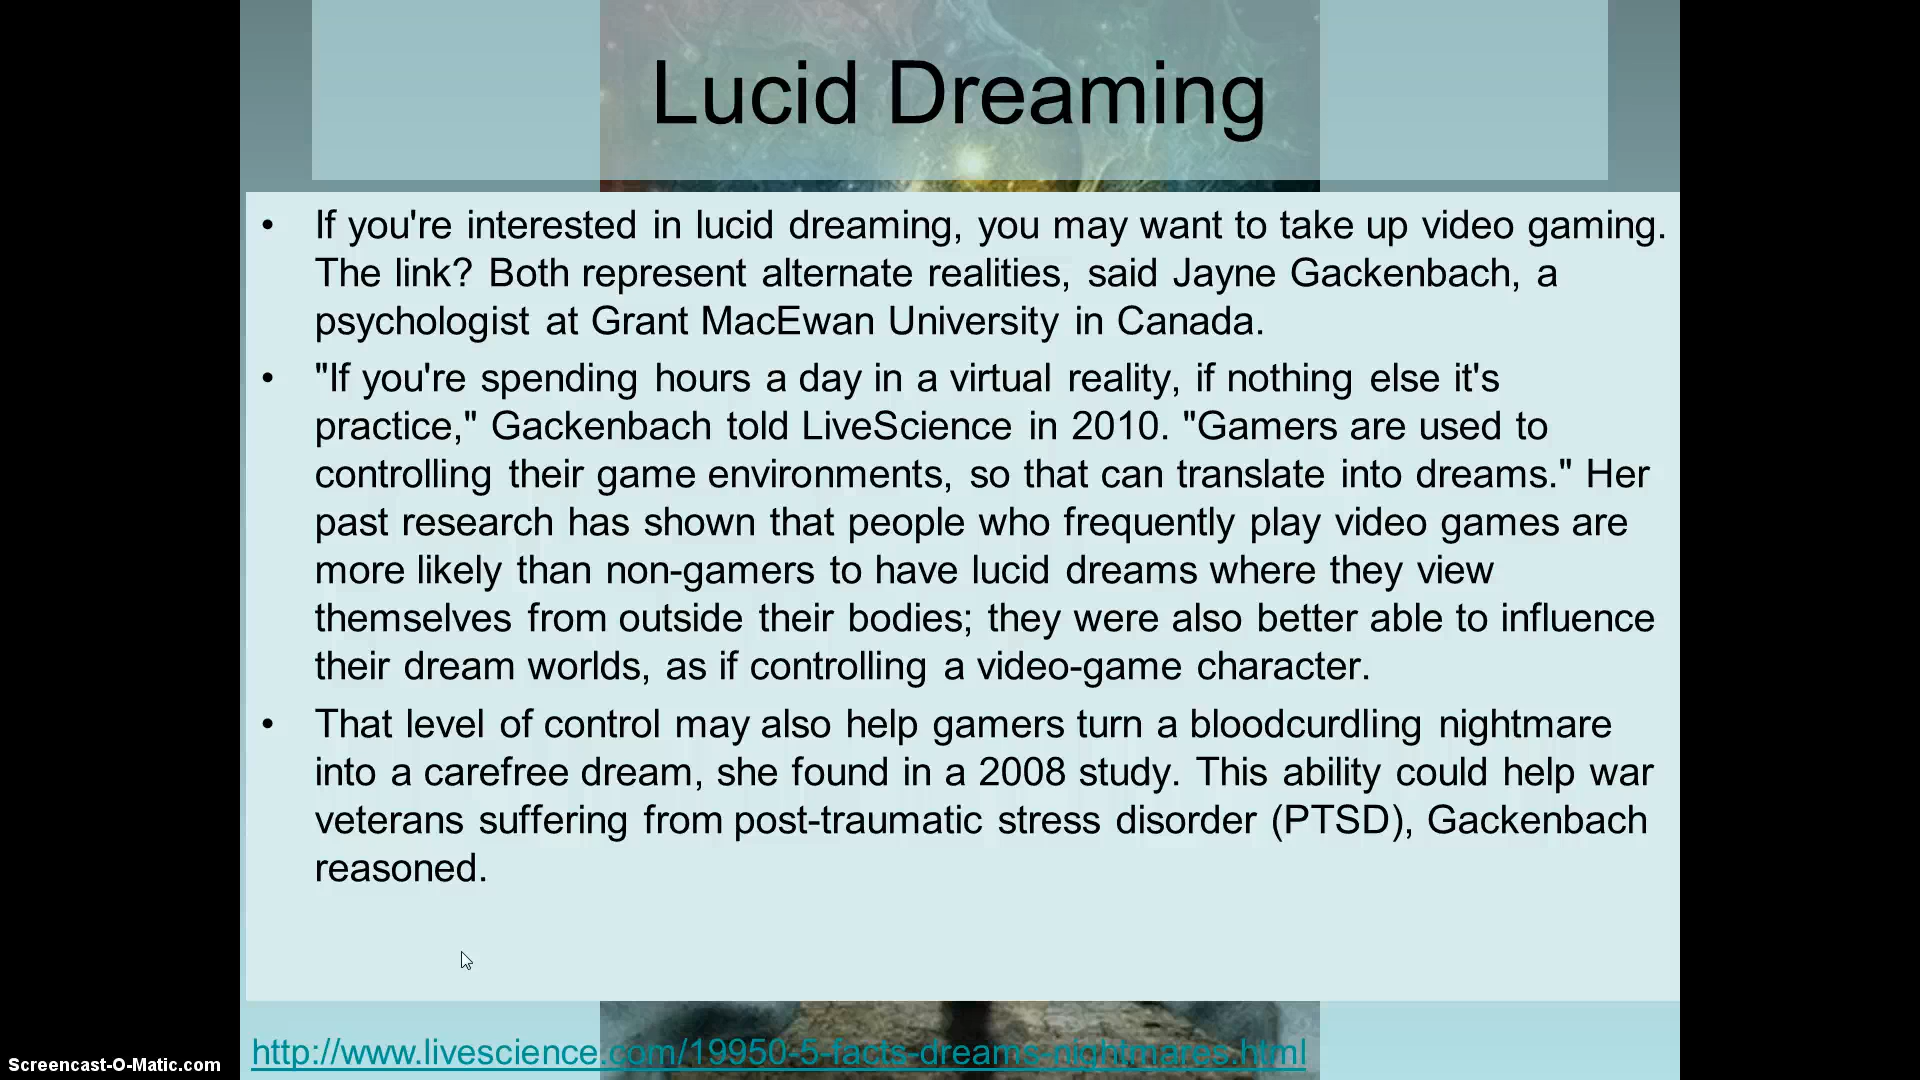 Lucid Dreaming
• If you're interested in lucid dreaming, you may want to take up video gaming.
The link? Both represent alternate realities, said Jayne Gackenbach, a
psychologist at Grant MacEwan University in Canada.
• "If you're spending hours a day in a virtual reality, if nothing else it's
practice," Gackenbach told LiveScience in 2010. "Gamers are used to
controlling their game environments, so that can translate into dreams." Her
past research has shown that people who frequently play video games are
more likely than non-gamers to have lucid dreams where they view
themselves from outside their bodies; they were also better able to influence
their dream worlds, as if controlling a video-game character.
• That level of control may also help gamers turn a bloodcurdling nightmare
into a carefree dream, she found in a 2008 study. This ability could help war
veterans suffering from post-traumatic stress disorder (PTSD), Gackenbach
reasoned.
http://www.livescience.com/19950-5-facts-dreams-nightmares.html
Screencast-O-Matic.com